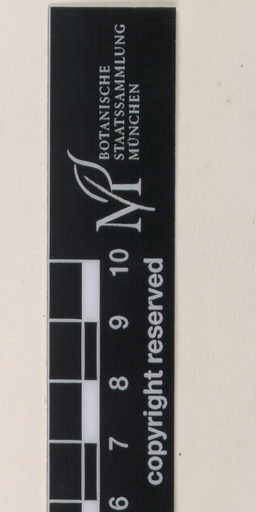 BOTANISCHE
STAATSSAMMLUNG
MÜNCHEN
10
9
8
7
6
copyright reserved